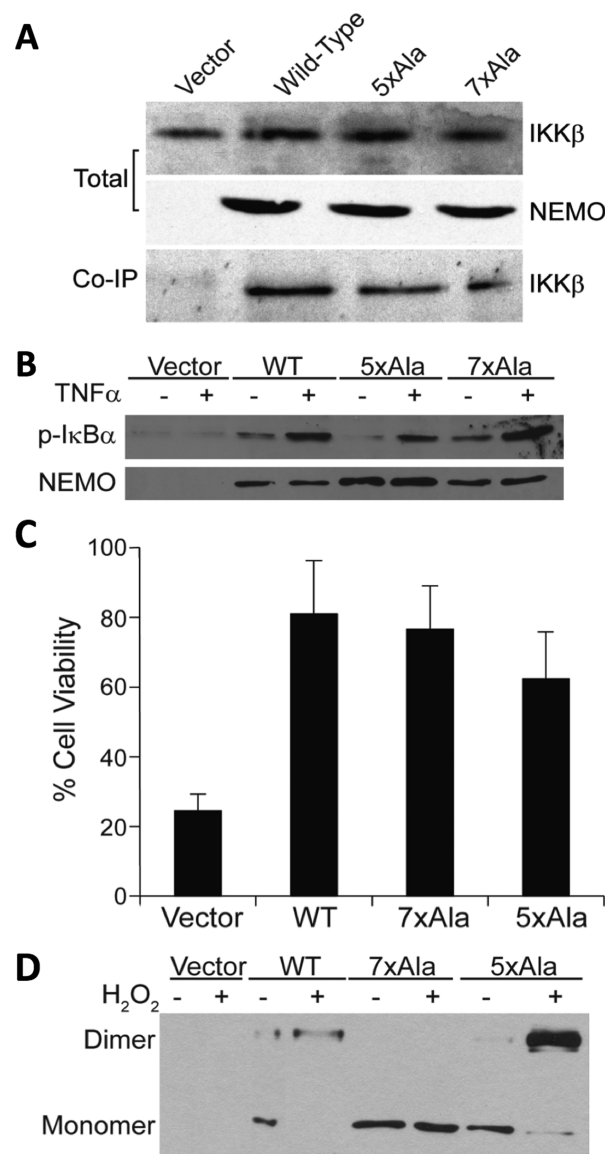 A
Vector Wild-Type 5xAla 7xAla
IKKβ
Total
NEMO
Co-IP IKKβ
B
Vector WT 5xAla 7xAla
TNFα - + - + - + - +
p-IκBα
NEMO
C
% Cell Viability
100
80
60
40
20
0
Vector WT 7xAla 5xAla
D
Vector WT 7xAla 5xAla
H₂O₂ - + - + - + - +
Dimer
Monomer